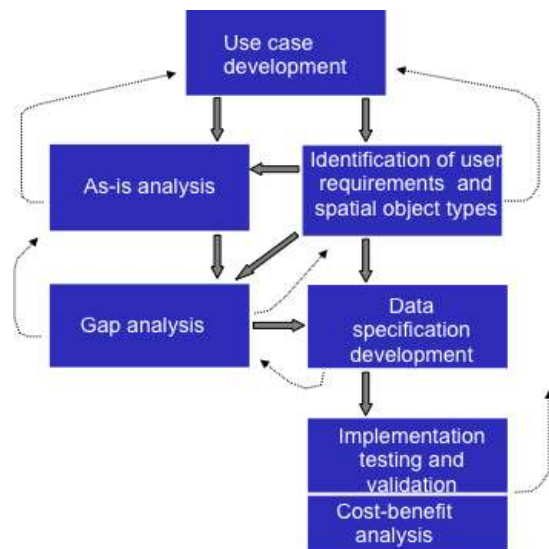 Use case
development
As-is analysis
Identification of user
requirements and
spatial object types
Gap analysis
Data
specification
development
Implementation
testing and
validation
Cost-benefit
analysis